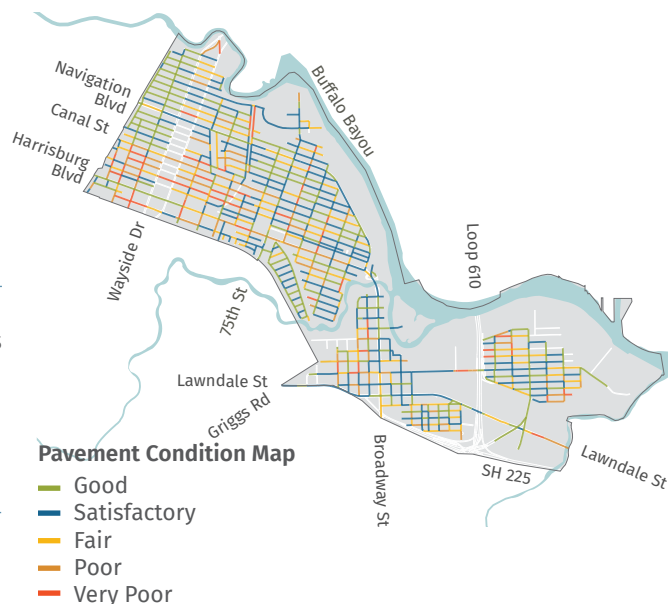 Navigation
Blvd
Canal St
Harrisburg
Blvd
Buffalo Bayou
Wayside Dr
75th St
Loop 610
Lawndale St
Griggs Rd
Broadway St
SH 225
Lawndale St
Pavement Condition Map
Good
Satisfactory
Fair
Poor
Very Poor